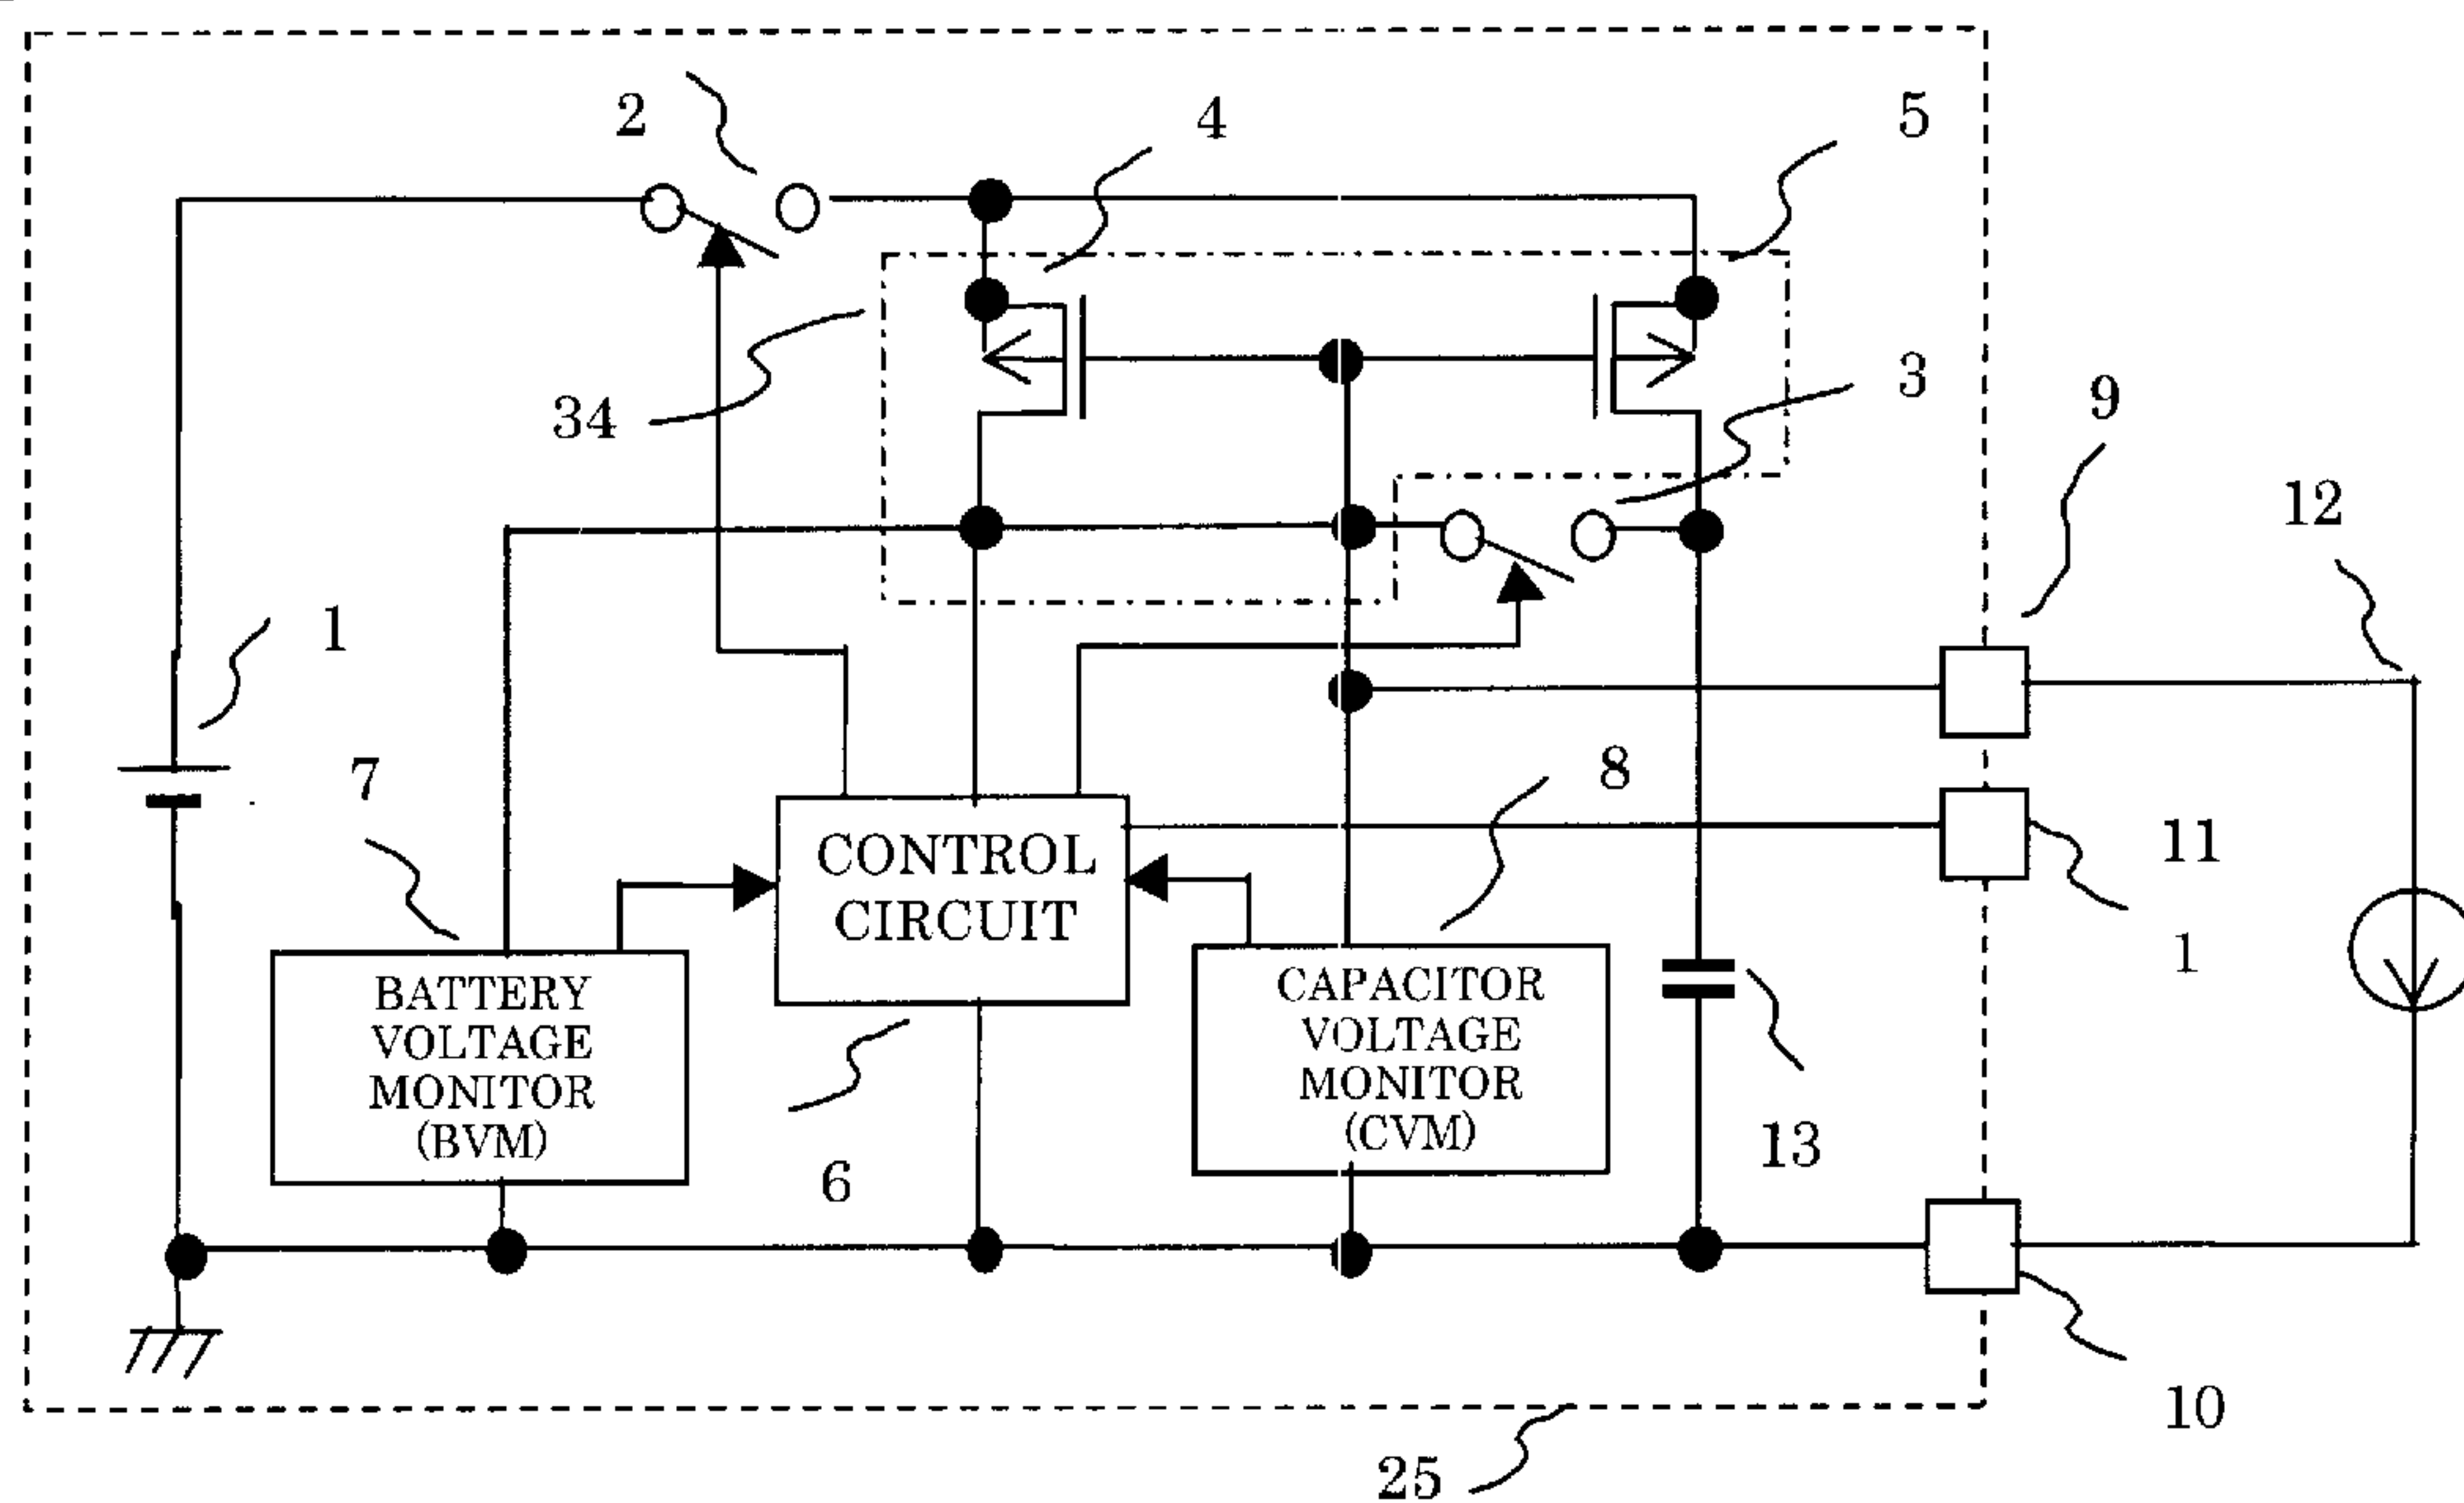 2
4
5
34
3
9
12
1
7
8
11
1
CONTROL
CIRCUIT
BATTERY
VOLTAGE
MONITOR
(BVM)
CAPACITOR
VOLTAGE
MONITOR
(CVM)
6
13
10
25